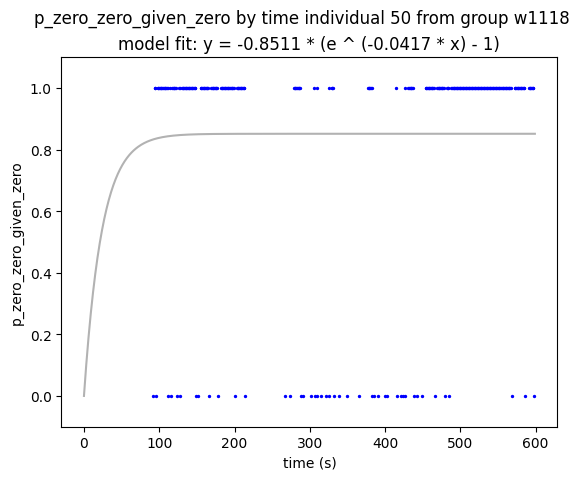 p_zero_zero_given_zero by time individual 50 from group w1118
model fit: y = -0.8511 * (e ^ (-0.0417 * x) - 1)
1.0
0.8
0.6
0.4
0.2
0.0
p_zero_zero_given_zero
0 100 200 300 400 500 600
time (s)